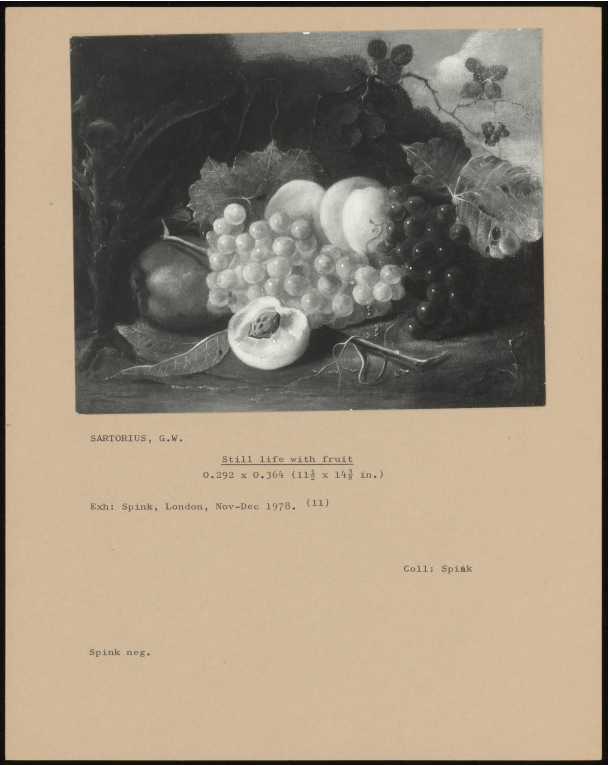 SARTORIUS, G.W.
Still life with fruit
0.292 x 0.364 (11½ x 14⅜ in.)
Exh: Spink, London, Nov-Dec 1978. (11)
Coll: Spink
Spink neg.